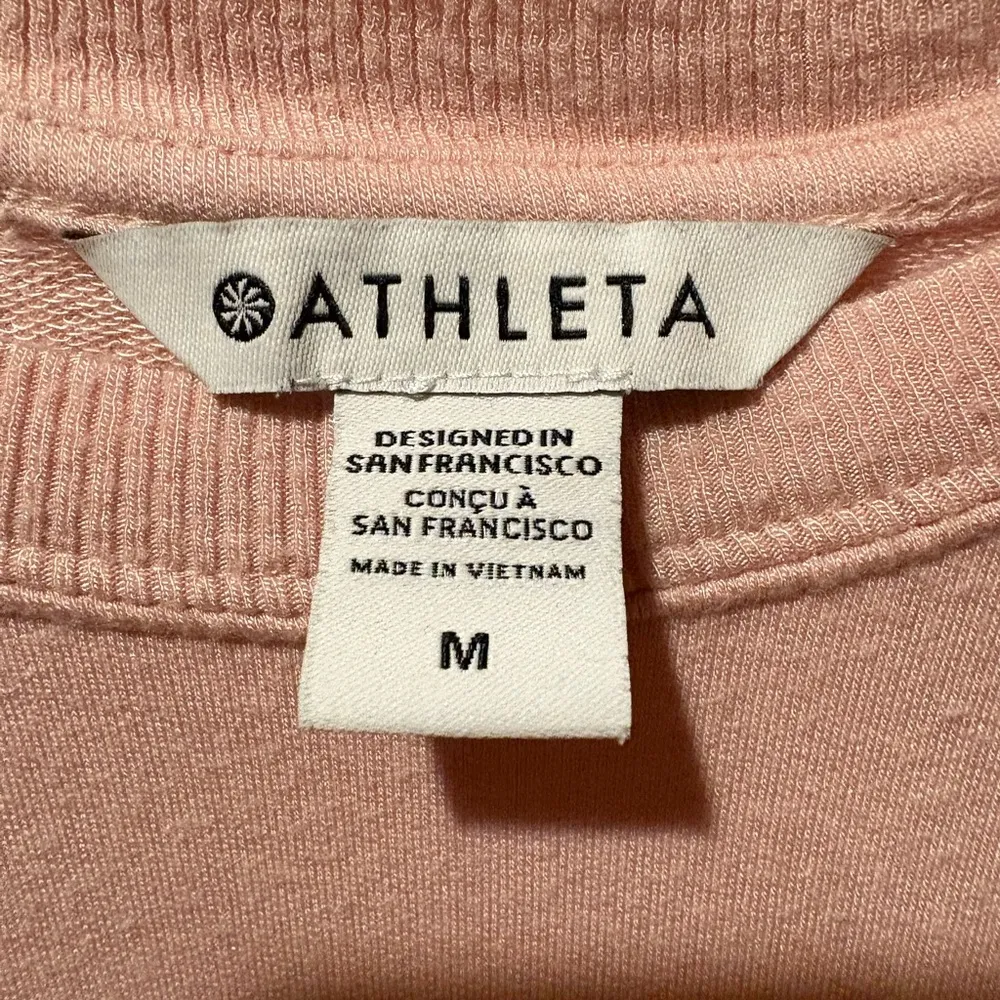 ATHLETA
DESIGNED IN
SAN FRANCISCO
CONÇU À
SAN FRANCISCO
MADE IN VIETNAM
M